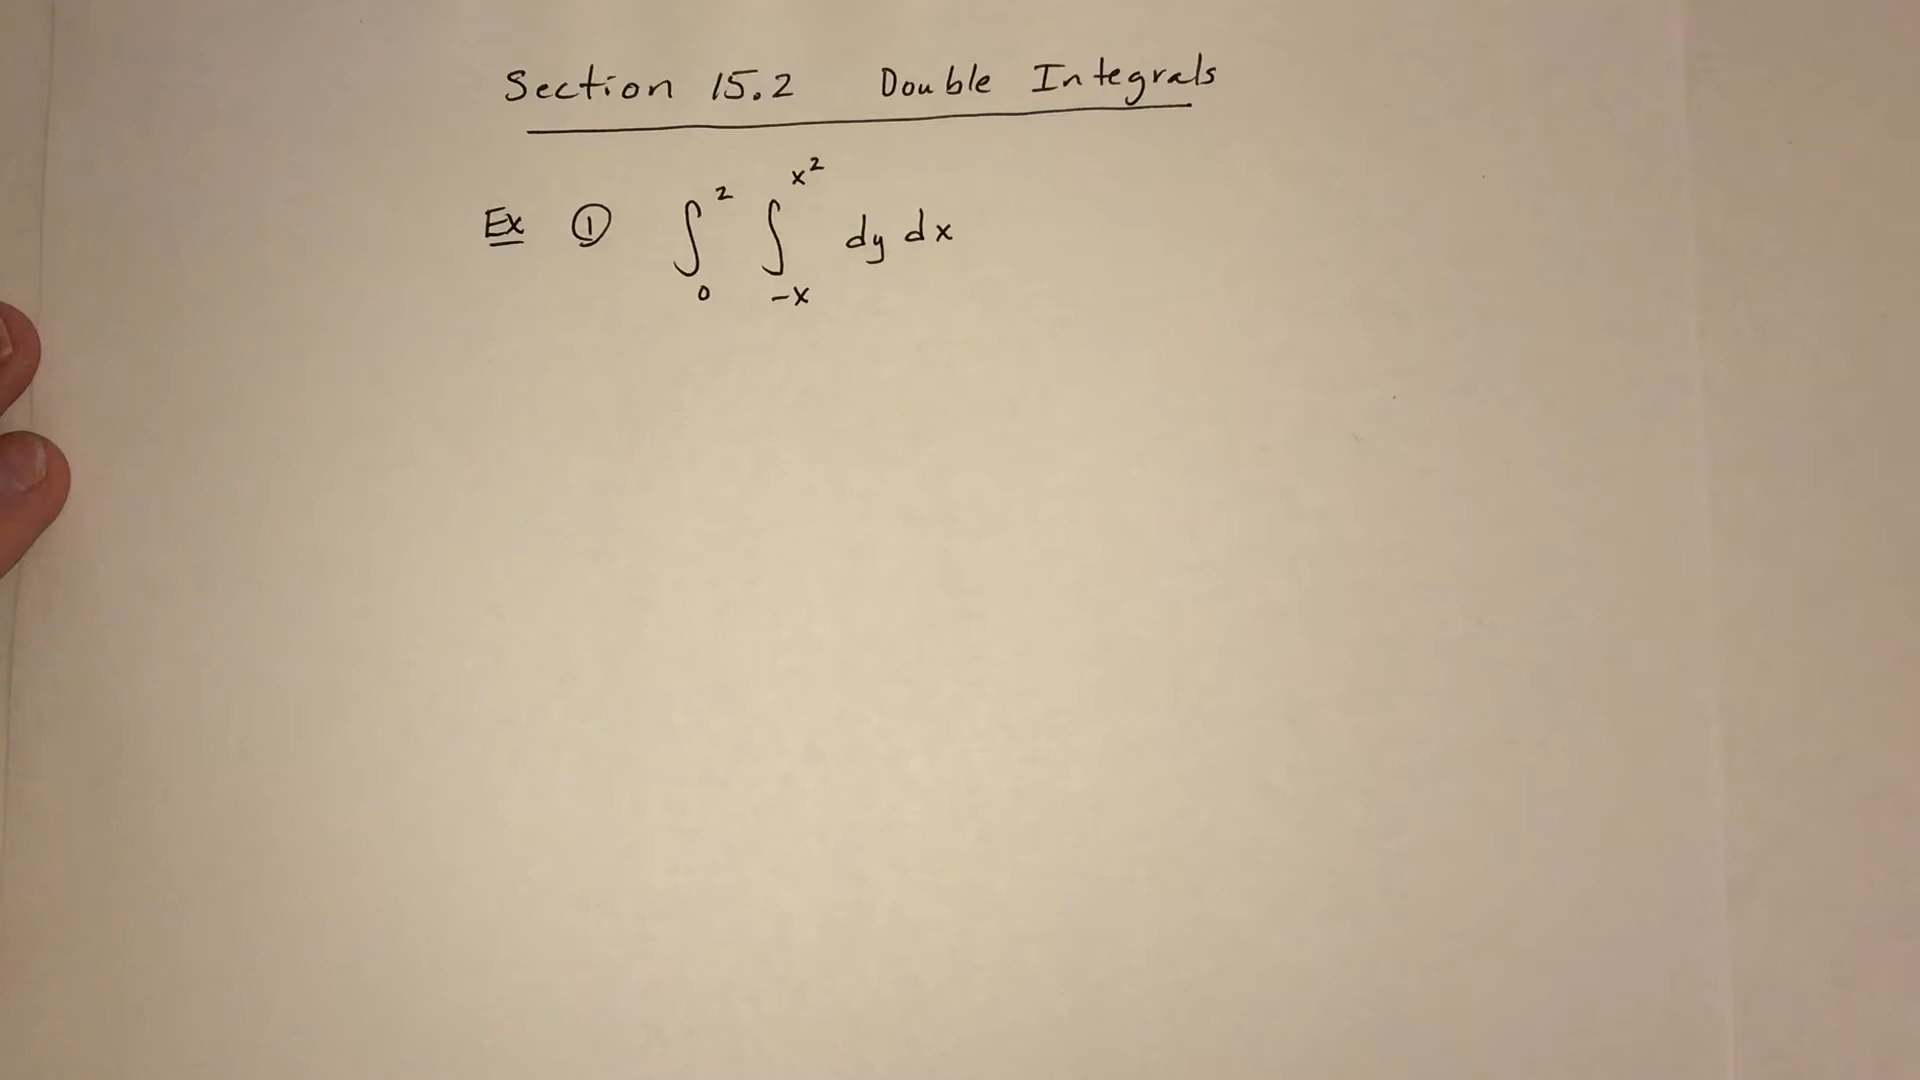 Section 15.2 Double Integrals
Ex ① ∫₀² ∫₋ₓ^x² dy dx